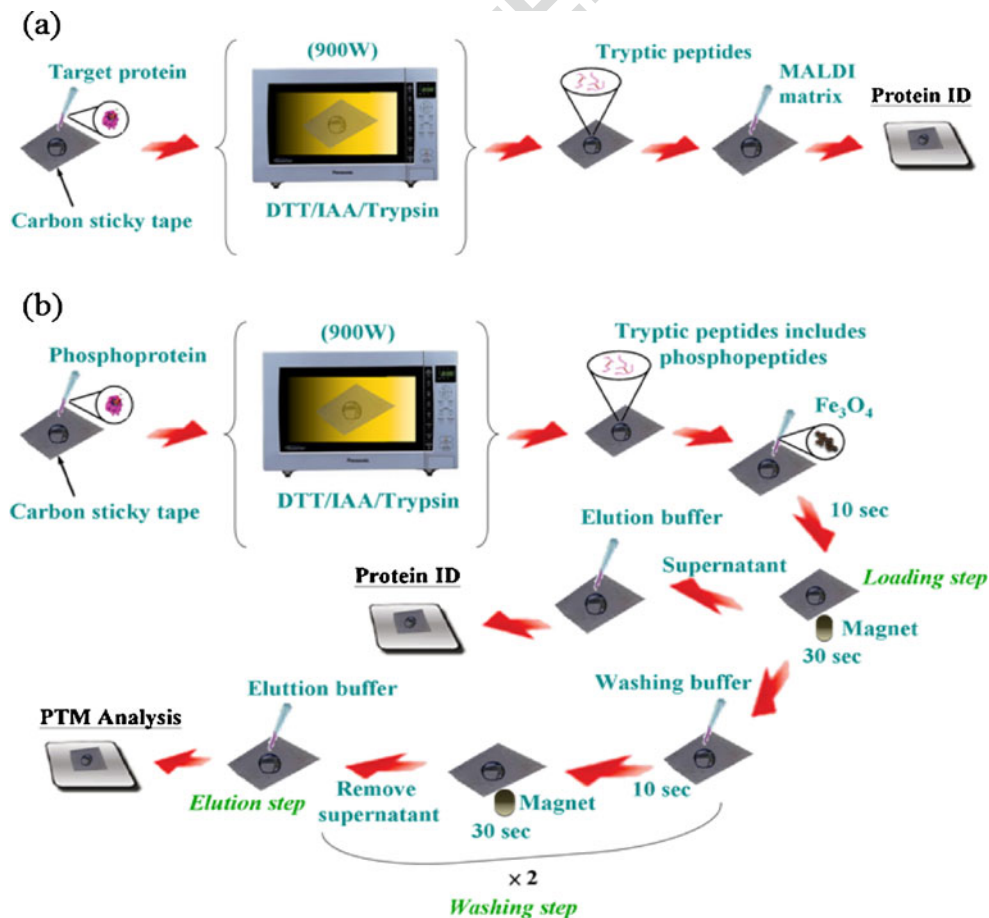 (a)
(900W)
Target protein
Tryptic peptides
MALDI
matrix
Protein ID
Panasonic
DTT/IAA/Trypsin
Carbon sticky tape
(b)
(900W)
Phosphoprotein
Tryptic peptides includes
phosphopeptides
Fe₃O₄
Panasonic
DTT/IAA/Trypsin
Carbon sticky tape
10 sec
Elution buffer
Supernatant
Loading step
Protein ID
Magnet
30 sec
Eluttion buffer
Washing buffer
PTM Analysis
Elution step
Remove
supernatant
Magnet
30 sec
10 sec
× 2
Washing step